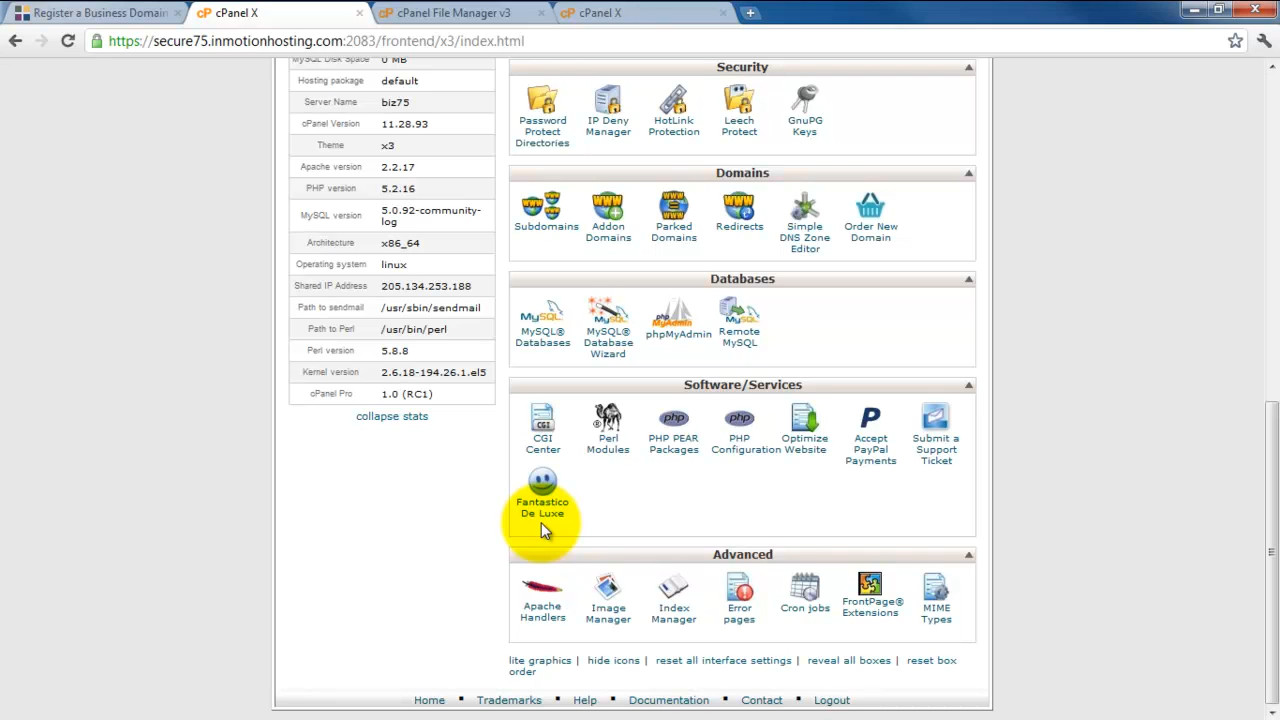 Register a Business Domain
cPanel X
cPanel File Manager v3
cPanel X
https://secure75.inmotionhosting.com:2083/frontend/x3/index.html
MySQL Disk Space 0 MB
Hosting package default
Server Name biz75
cPanel Version 11.28.93
Theme x3
Apache version 2.2.17
PHP version 5.2.16
MySQL version 5.0.92-community-
log
Architecture x86_64
Operating system linux
Shared IP Address 205.134.253.188
Path to sendmail /usr/sbin/sendmail
Path to Perl /usr/bin/perl
Perl version 5.8.8
Kernel version 2.6.18-194.26.1.el5
cPanel Pro 1.0 (RC1)
collapse stats
Security
Password
Protect
Directories
IP Deny
Manager
HotLink
Protection
Leech
Protect
GnuPG
Keys
Domains
Subdomains
Addon
Domains
Parked
Domains
Redirects
Simple
DNS Zone
Editor
Order New
Domain
Databases
MySQL®
Databases
MySQL®
Database
Wizard
phpMyAdmin
Remote
MySQL
Software/Services
CGI
Center
Perl
Modules
PHP PEAR
Packages
PHP
Configuration
Optimize
Website
Accept
PayPal
Payments
Submit a
Support
Ticket
Fantastico
De Luxe
Advanced
Apache
Handlers
Image
Manager
Index
Manager
Error
pages
Cron jobs
FrontPage®
Extensions
MIME
Types
lite graphics | hide icons | reset all interface settings | reveal all boxes | reset box
order
Home ▪ Trademarks ▪ Help ▪ Documentation ▪ Contact ▪ Logout